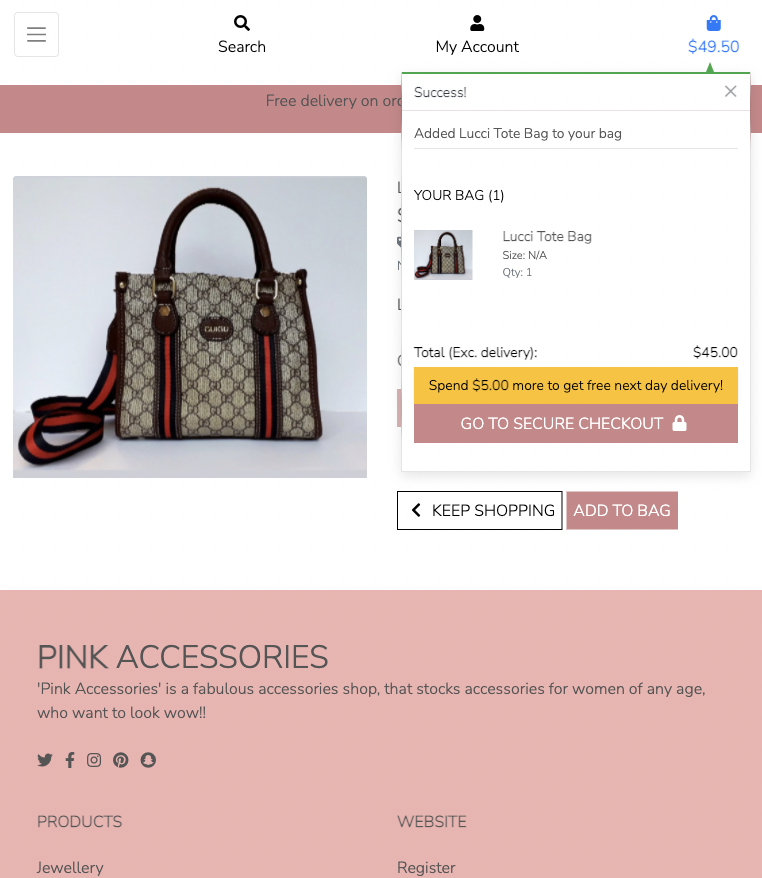 Search
My Account
$49.50
Free delivery on
Success!
Added Lucci Tote Bag to your bag
YOUR BAG (1)
Lucci Tote Bag
Size: N/A
Qty: 1
Total (Exc. delivery):
$45.00
Spend $5.00 more to get free next day delivery!
GO TO SECURE CHECKOUT
KEEP SHOPPING
ADD TO BAG
PINK ACCESSORIES
'Pink Accessories' is a fabulous accessories shop, that stocks accessories for women of any age,
who want to look wow!!
PRODUCTS
WEBSITE
Jewellery
Register